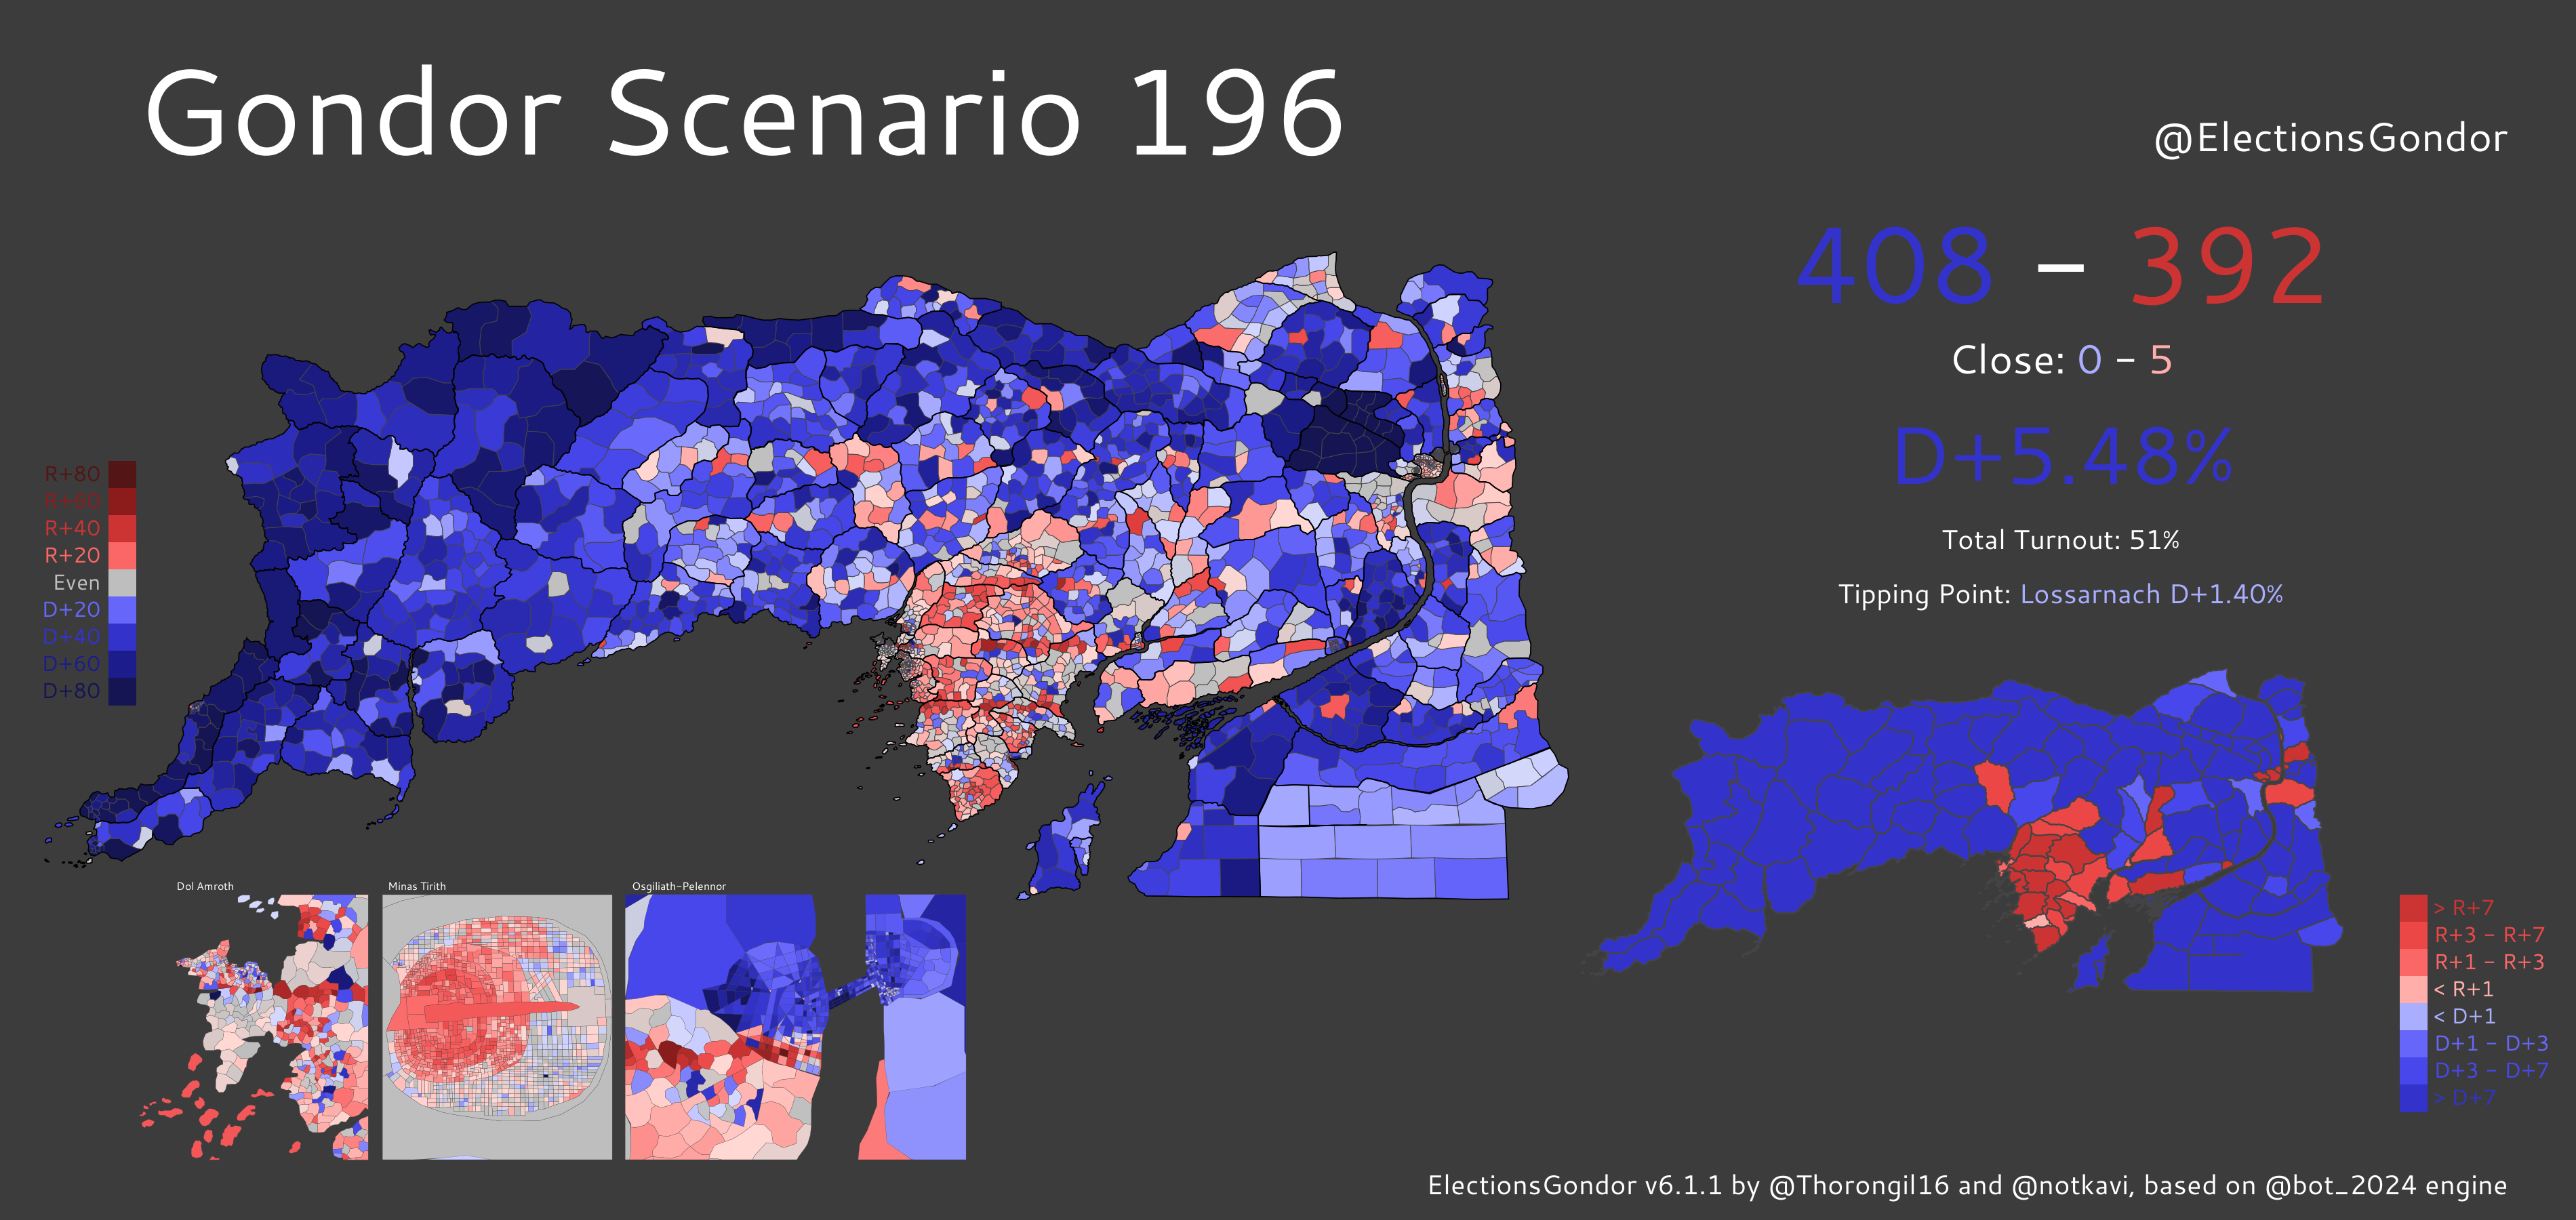 Gondor Scenario 196
@ElectionsGondor
408 – 392
Close: 0 - 5
D+5.48%
Total Turnout: 51%
Tipping Point: Lossarnach D+1.40%
R+80
R+60
R+40
R+20
Even
D+20
D+40
D+60
D+80
Dol Amroth
Minas Tirith
Osgiliath-Pelennor
> R+7
R+3 - R+7
R+1 - R+3
< R+1
< D+1
D+1 - D+3
D+3 - D+7
> D+7
ElectionsGondor v6.1.1 by @Thorongil16 and @notkavi, based on @bot_2024 engine